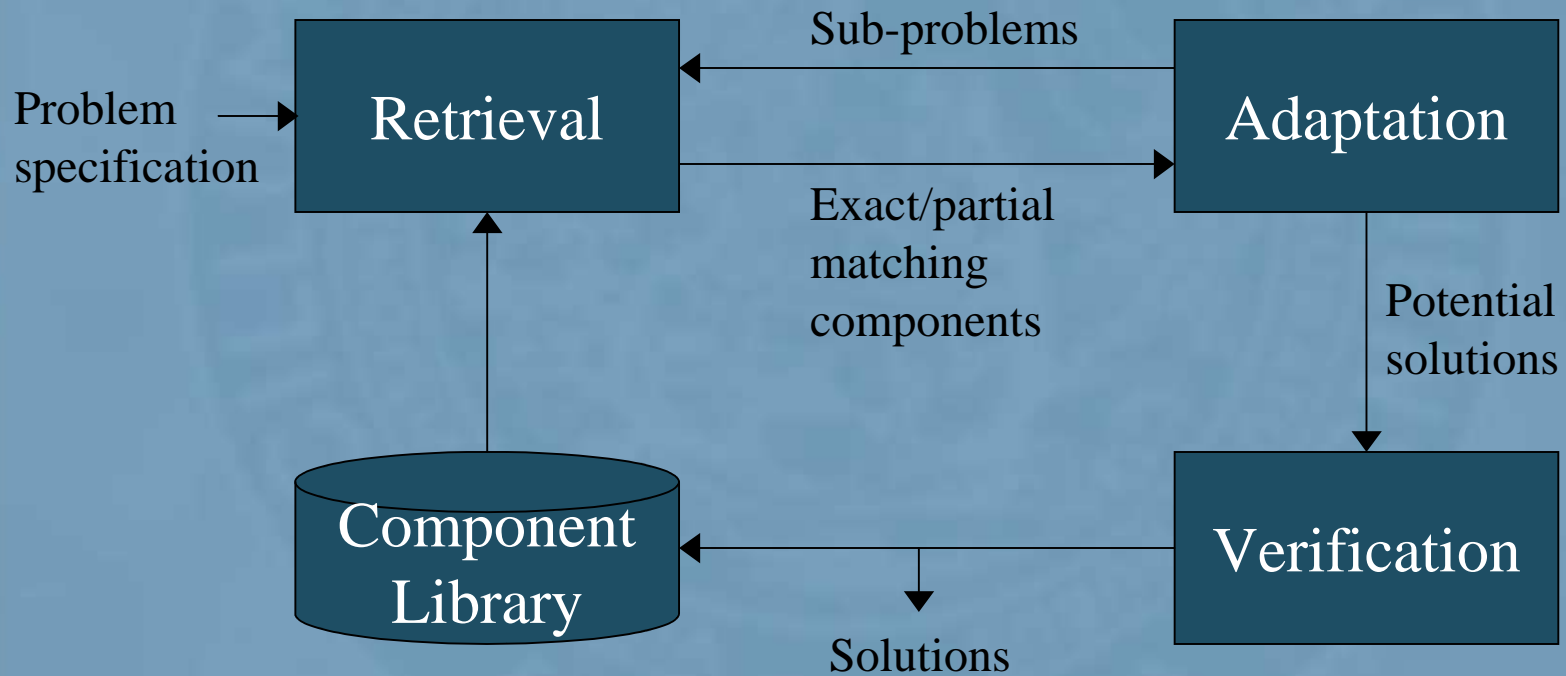 Sub-problems
Problem
specification
Retrieval
Adaptation
Exact/partial
matching
components
Potential
solutions
Component
Library
Verification
Solutions